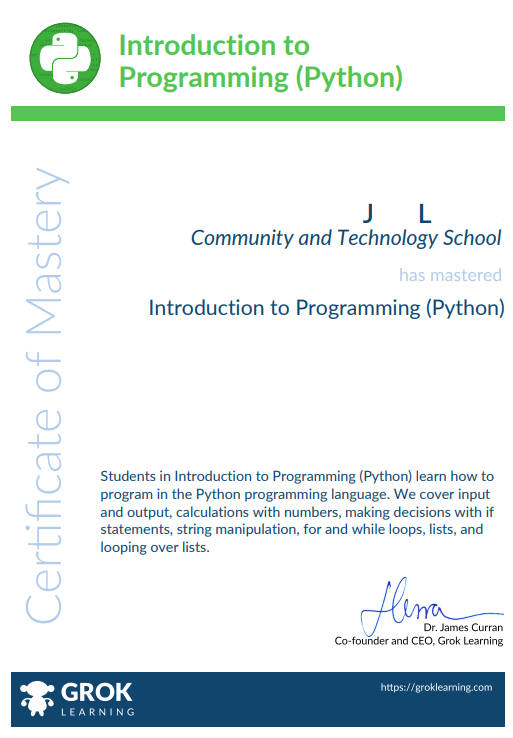 Introduction to
Programming (Python)
Certificate of Mastery
J L
Community and Technology School
has mastered
Introduction to Programming (Python)
Students in Introduction to Programming (Python) learn how to
program in the Python programming language. We cover input
and output, calculations with numbers, making decisions with if
statements, string manipulation, for and while loops, lists, and
looping over lists.
Dr. James Curran
Co-founder and CEO, Grok Learning
GROK
LEARNING
https://groklearning.com